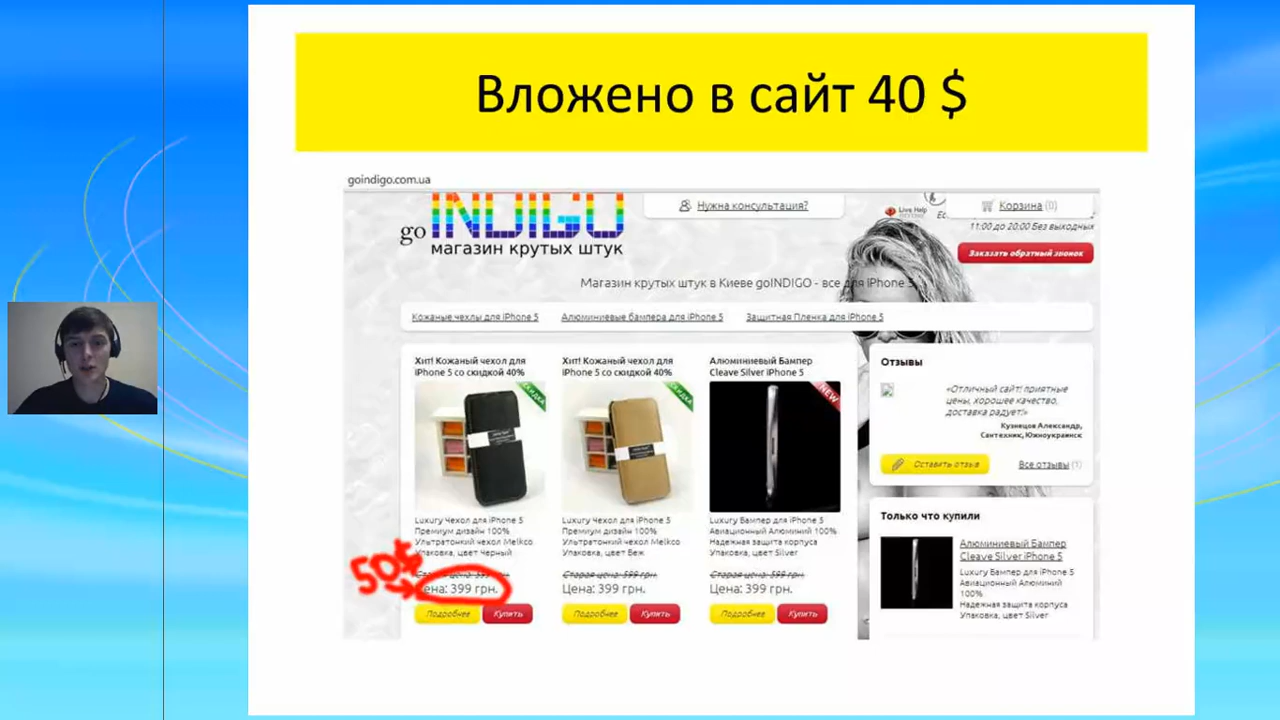 Вложено в сайт 40 $
goindigo.com.ua
go INDIGO
магазин крутых штук
Нужна консультация?
Live Help
Корзина (0)
11:00 до 20:00 Без выходных
Заказать обратный звонок
Магазин крутых штук в Киеве goINDIGO - все для iPhone 5
Кожаные чехлы для iPhone 5
Алюминиевые бампера для iPhone 5
Защитная Пленка для iPhone 5
Хит! Кожаный чехол для
iPhone 5 со скидкой 40%
СКИДКА
Luxury Чехол для iPhone 5
Премиум дизайн 100%
Ультратонкий чехол Melkco
Упаковка, цвет Черный
50$
Старая цена: 599 грн.
Цена: 399 грн.
Подробнее
Купить
Хит! Кожаный чехол для
iPhone 5 со скидкой 40%
СКИДКА
Luxury Чехол для iPhone 5
Премиум дизайн 100%
Ультратонкий чехол Melkco
Упаковка, цвет Беж
Старая цена: 599 грн.
Цена: 399 грн.
Подробнее
Купить
Алюминиевый Бампер
Cleave Silver iPhone 5
NEW
Luxury Бампер для iPhone 5
Авиационный Алюминий 100%
Надежная защита корпуса
Упаковка, цвет Silver
Старая цена: 599 грн.
Цена: 399 грн.
Подробнее
Купить
Отзывы
«Отличный сайт! приятные
цены, хорошее качество,
доставка радует!»
Кузнецов Александр,
Сантехник, Южноукраинск
Оставить отзыв
Все отзывы (1)
Только что купили
Алюминиевый Бампер
Cleave Silver iPhone 5
Luxury Бампер для iPhone 5
Авиационный Алюминий
100%
Надежная защита корпуса
Упаковка, цвет Silver